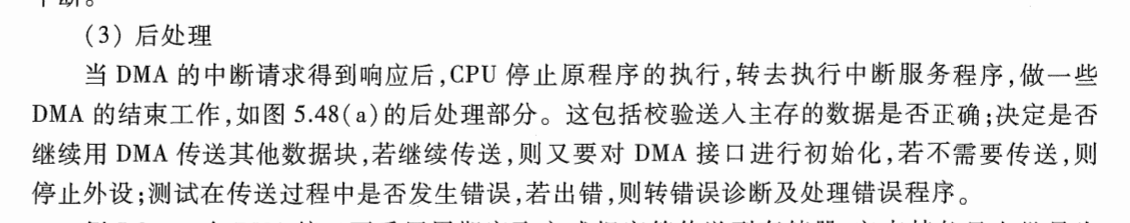 （3）后处理
当 DMA 的中断请求得到响应后,CPU 停止原程序的执行,转去执行中断服务程序,做一些
DMA 的结束工作,如图 5.48(a)的后处理部分。这包括校验送入主存的数据是否正确;决定是否
继续用 DMA 传送其他数据块,若继续传送,则又要对 DMA 接口进行初始化,若不需要传送,则
停止外设;测试在传送过程中是否发生错误,若出错,则转错误诊断及处理错误程序。